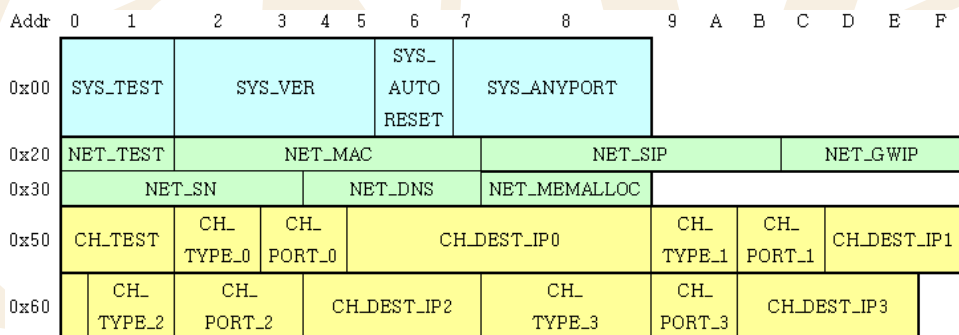 Addr 0 1 2 3 4 5 6 7 8 9 A B C D E F
0x00 SYS_TEST SYS_VER SYS_ AUTO RESET SYS_ANYPORT
0x20 NET_TEST NET_MAC NET_SIP NET_GWIP
0x30 NET_SN NET_DNS NET_MEMALLOC
0x50 CH_TEST CH_ TYPE_0 CH_ PORT_0 CH_DEST_IP0 CH_ TYPE_1 CH_ PORT_1 CH_DEST_IP1
0x60 CH_ TYPE_2 CH_ PORT_2 CH_DEST_IP2 CH_ TYPE_3 CH_ PORT_3 CH_DEST_IP3